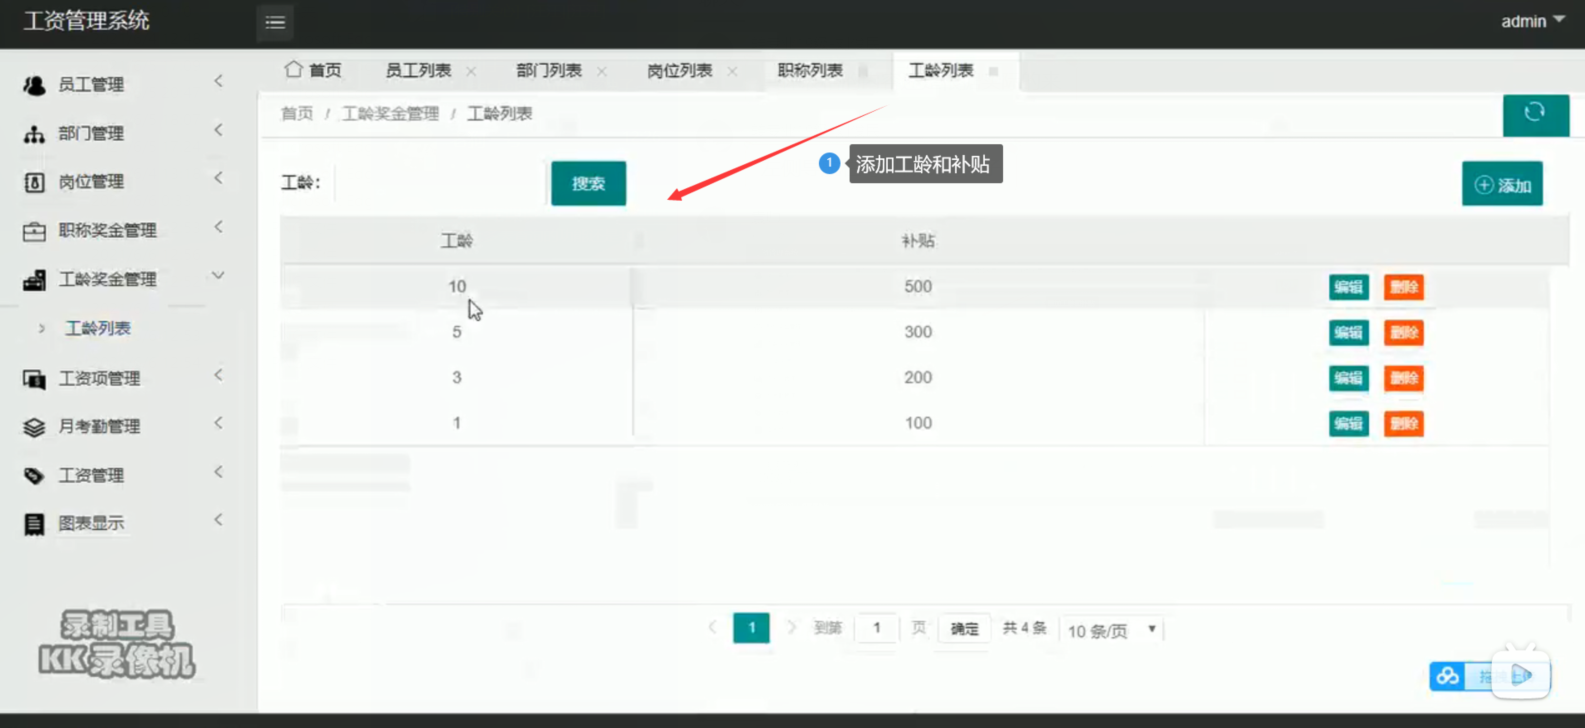 工资管理系统
admin
员工管理
部门管理
岗位管理
职称奖金管理
工龄奖金管理
工龄列表
工资项管理
月考勤管理
工资管理
图表显示
首页 员工列表 部门列表 岗位列表 职称列表 工龄列表
首页 / 工龄奖金管理 / 工龄列表
1 添加工龄和补贴
工龄： 搜索 添加
工龄 补贴
10 500 编辑 删除
5 300 编辑 删除
3 200 编辑 删除
1 100 编辑 删除
1 到第 1 页 确定 共 4 条 10 条/页
录制工具
KK录像机